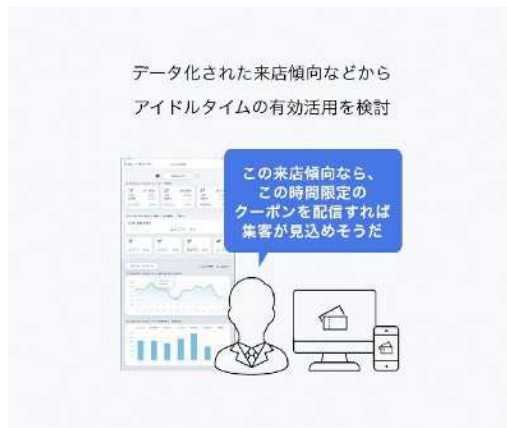 データ化された来店傾向などから
アイドルタイムの有効活用を検討
この来店傾向なら、
この時間限定の
クーポンを配信すれば
集客が見込めそうだ